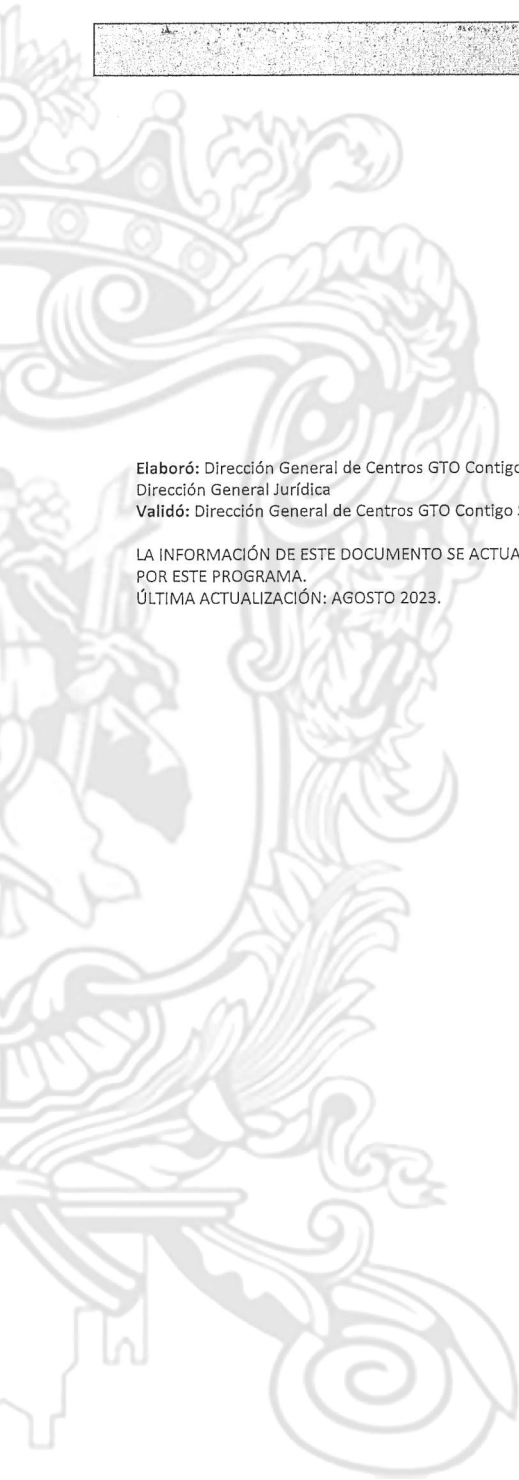 Elaboró: Dirección General de Centros GTO Contigo
Dirección General Jurídica
Validó: Dirección General de Centros GTO Contigo
LA INFORMACIÓN DE ESTE DOCUMENTO SE
POR ESTE PROGRAMA.
ÚLTIMA ACTUALIZACIÓN: AGOSTO 2023.